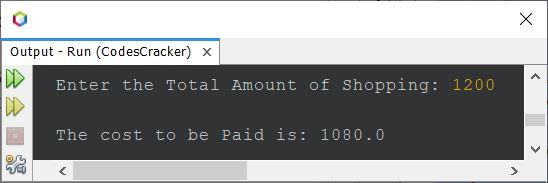 Output - Run (CodesCracker)
Enter the Total Amount of Shopping: 1200
The cost to be Paid is: 1080.0